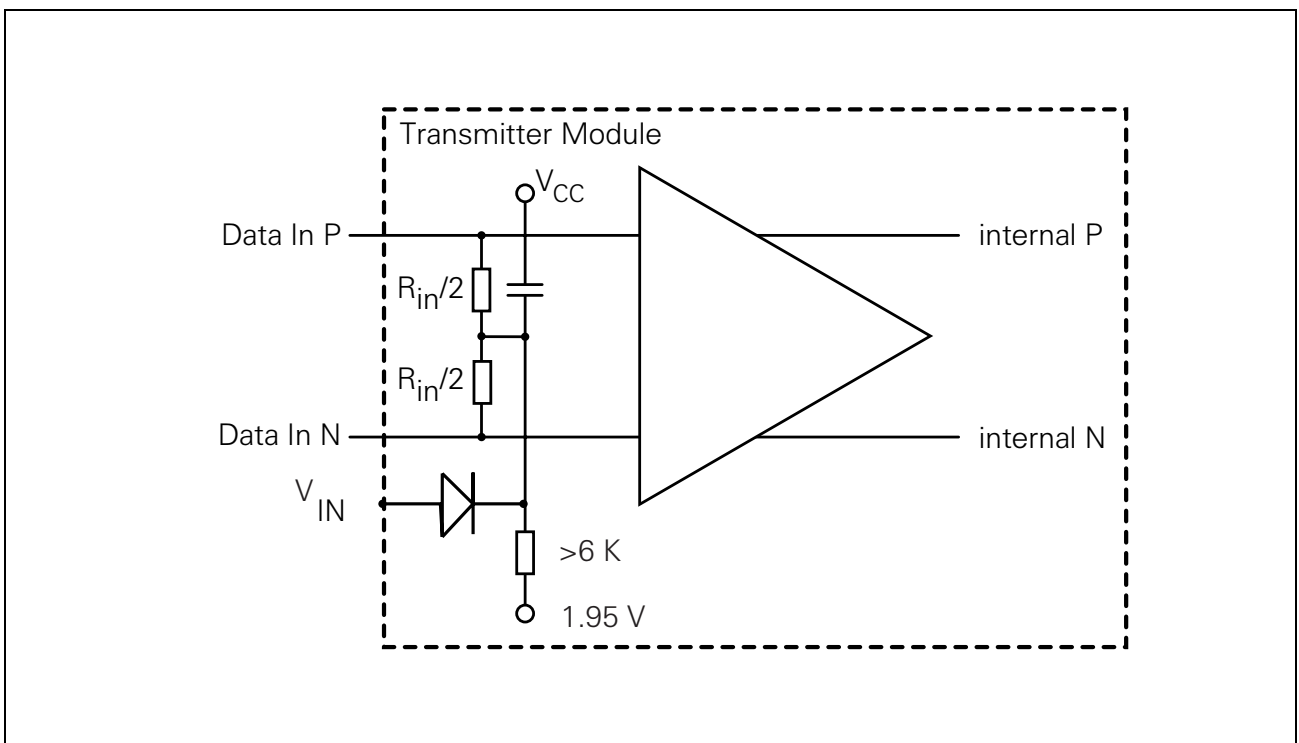 Transmitter Module
VCC
Data In P
internal P
Rin/2
Rin/2
Data In N
internal N
VIN
>6 K
1.95 V